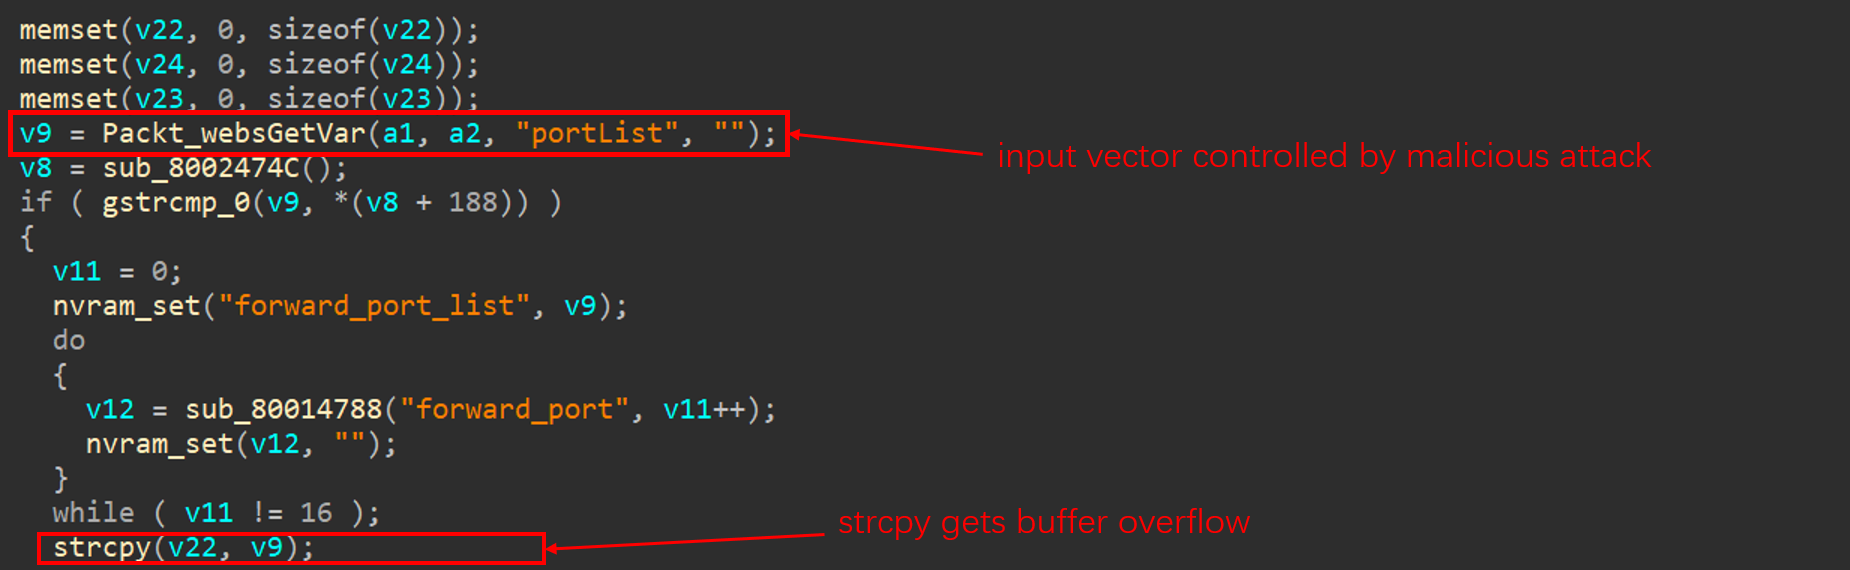 memset(v22, 0, sizeof(v22));
memset(v24, 0, sizeof(v24));
memset(v23, 0, sizeof(v23));
v9 = Packt_websGetVar(a1, a2, "portList", "");
input vector controlled by malicious attack
v8 = sub_8002474C();
if ( gstrcmp_0(v9, *(v8 + 188)) )
{
v11 = 0;
nvram_set("forward_port_list", v9);
do
{
v12 = sub_80014788("forward_port", v11++);
nvram_set(v12, "");
}
while ( v11 != 16 );
strcpy gets buffer overflow
strcpy(v22, v9);